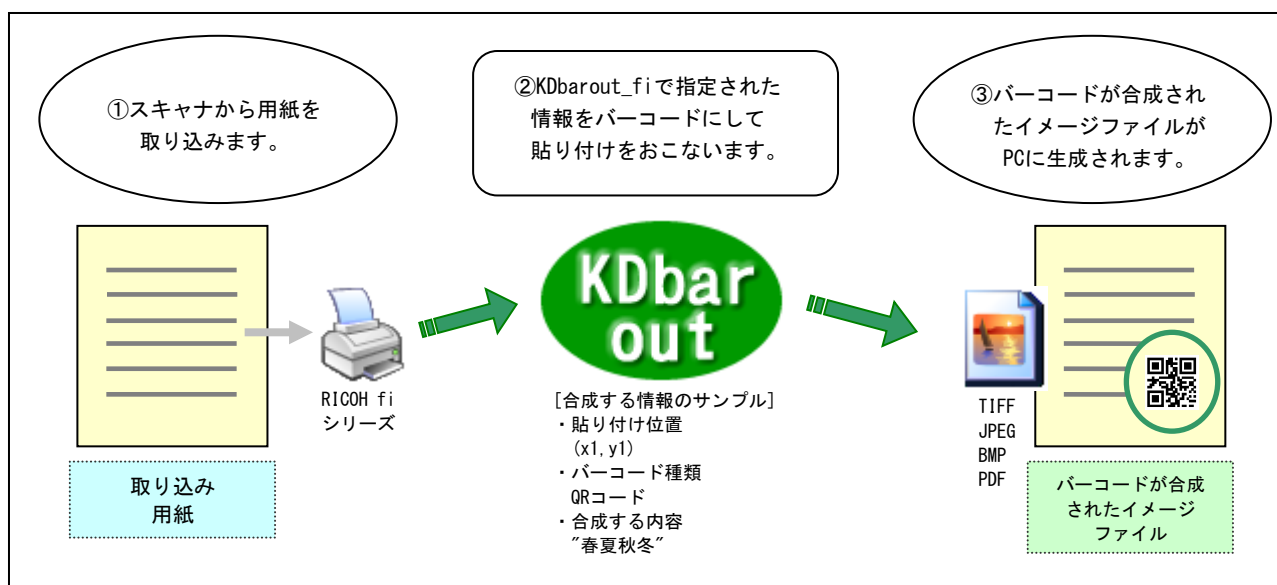 ①スキャナから用紙を
取り込みます。
②KDbarout_fiで指定された
情報をバーコードにして
貼り付けをおこないます。
③バーコードが合成され
たイメージファイルが
PCに生成されます。
KDbar
out
RICOH fi
シリーズ
[合成する情報のサンプル]
・貼り付け位置
(x1,y1)
・バーコード種類
QRコード
・合成する内容
"春夏秋冬"
TIFF
JPEG
BMP
PDF
取り込み
用紙
バーコードが合成
されたイメージ
ファイル